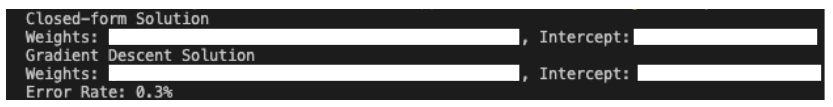 Closed-form Solution
Weights: , Intercept:
Gradient Descent Solution
Weights: , Intercept:
Error Rate: 0.3%